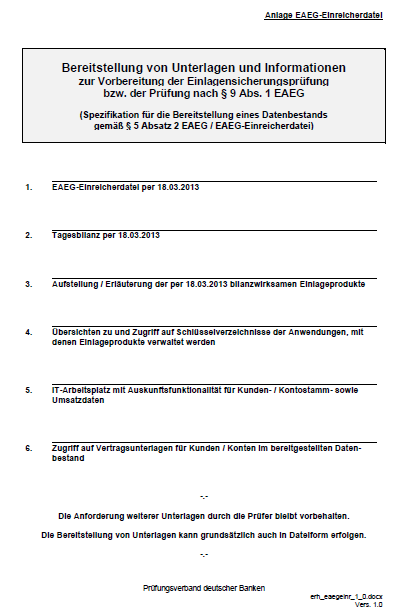 Anlage EAEG-Einreicherdatei
Bereitstellung von Unterlagen und Informationen
zur Vorbereitung der Einlagensicherungsprüfung
bzw. der Prüfung nach § 9 Abs. 1 EAEG
(Spezifikation für die Bereitstellung eines Datenbestands
gemäß § 5 Absatz 2 EAEG / EAEG-Einreicherdatei)
1. EAEG-Einreicherdatei per 18.03.2013
2. Tagesbilanz per 18.03.2013
3. Aufstellung / Erläuterung der per 18.03.2013 bilanzwirksamen Einlageprodukte
4. Übersichten zu und Zugriff auf Schlüsselverzeichnisse der Anwendungen, mit
denen Einlageprodukte verwaltet werden
5. IT-Arbeitsplatz mit Auskunftsfunktionalität für Kunden- / Kontostamm- sowie
Umsatzdaten
6. Zugriff auf Vertragsunterlagen für Kunden / Konten im bereitgestellten Daten-
bestand
-.-
Die Anforderung weiterer Unterlagen durch die Prüfer bleibt vorbehalten.
Die Bereitstellung von Unterlagen kann grundsätzlich auch in Dateiform erfolgen.
-.-
Prüfungsverband deutscher Banken
erh_eaegeinr_1_0.docx
Vers. 1.0